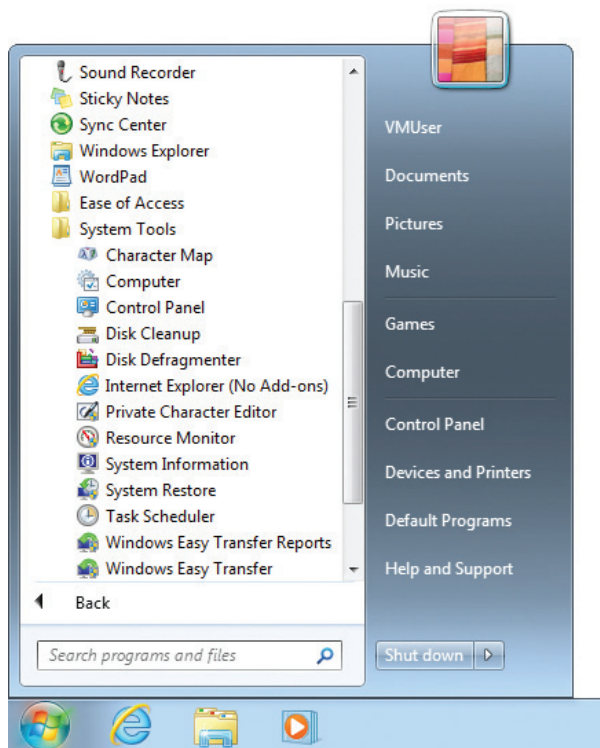 Sound Recorder
Sticky Notes
Sync Center
Windows Explorer
WordPad
Ease of Access
System Tools
Character Map
Computer
Control Panel
Disk Cleanup
Disk Defragmenter
Internet Explorer (No Add-ons)
Private Character Editor
Resource Monitor
System Information
System Restore
Task Scheduler
Windows Easy Transfer Reports
Windows Easy Transfer
Back
Search programs and files
VMUser
Documents
Pictures
Music
Games
Computer
Control Panel
Devices and Printers
Default Programs
Help and Support
Shut down